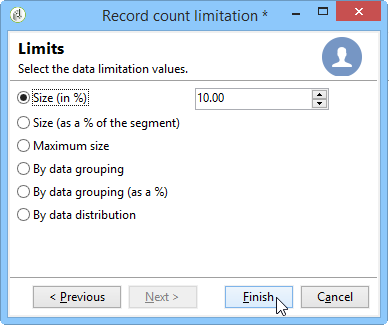 Record count limitation *
Limits
Select the data limitation values.
Size (in %) 10.00
Size (as a % of the segment)
Maximum size
By data grouping
By data grouping (as a %)
By data distribution
< Previous Next > Finish Cancel